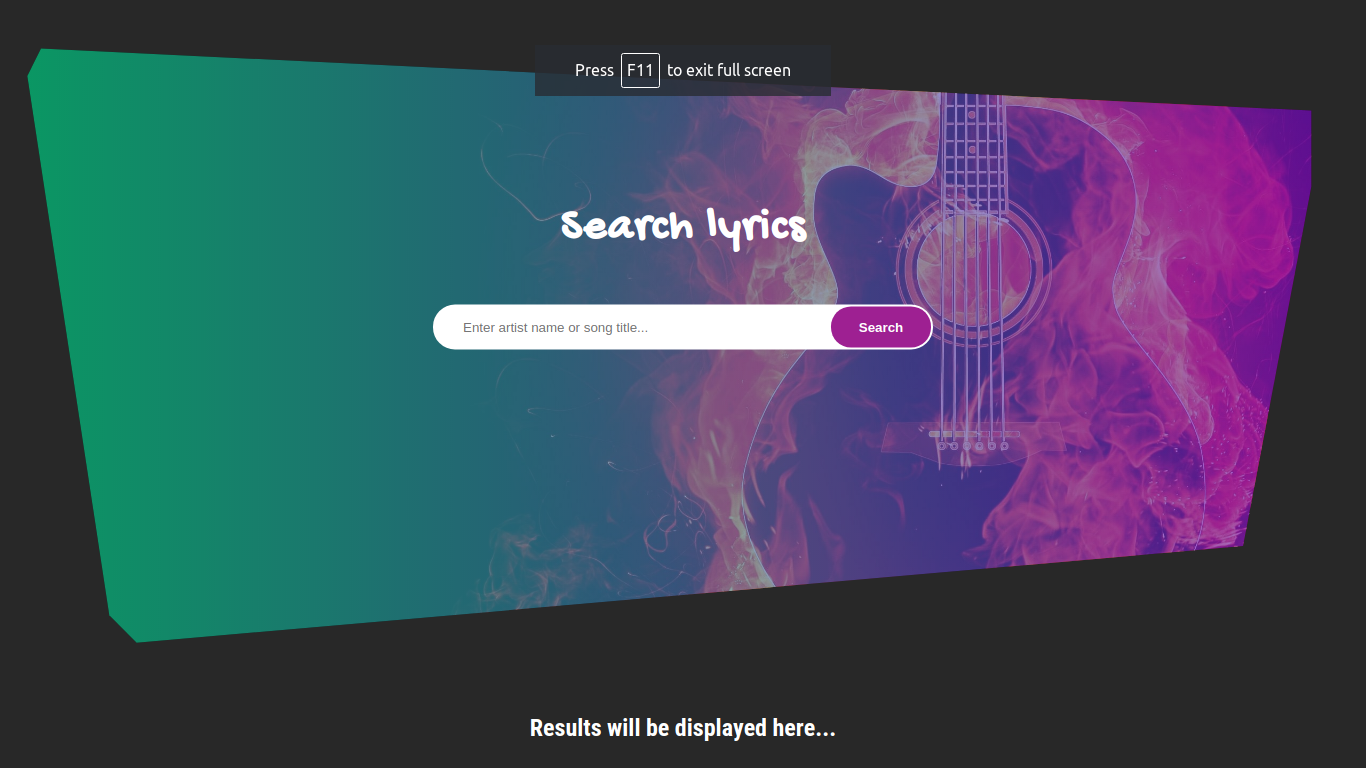 Press F11 to exit full screen
Search lyrics
Enter artist name or song title...
Search
Results will be displayed here...